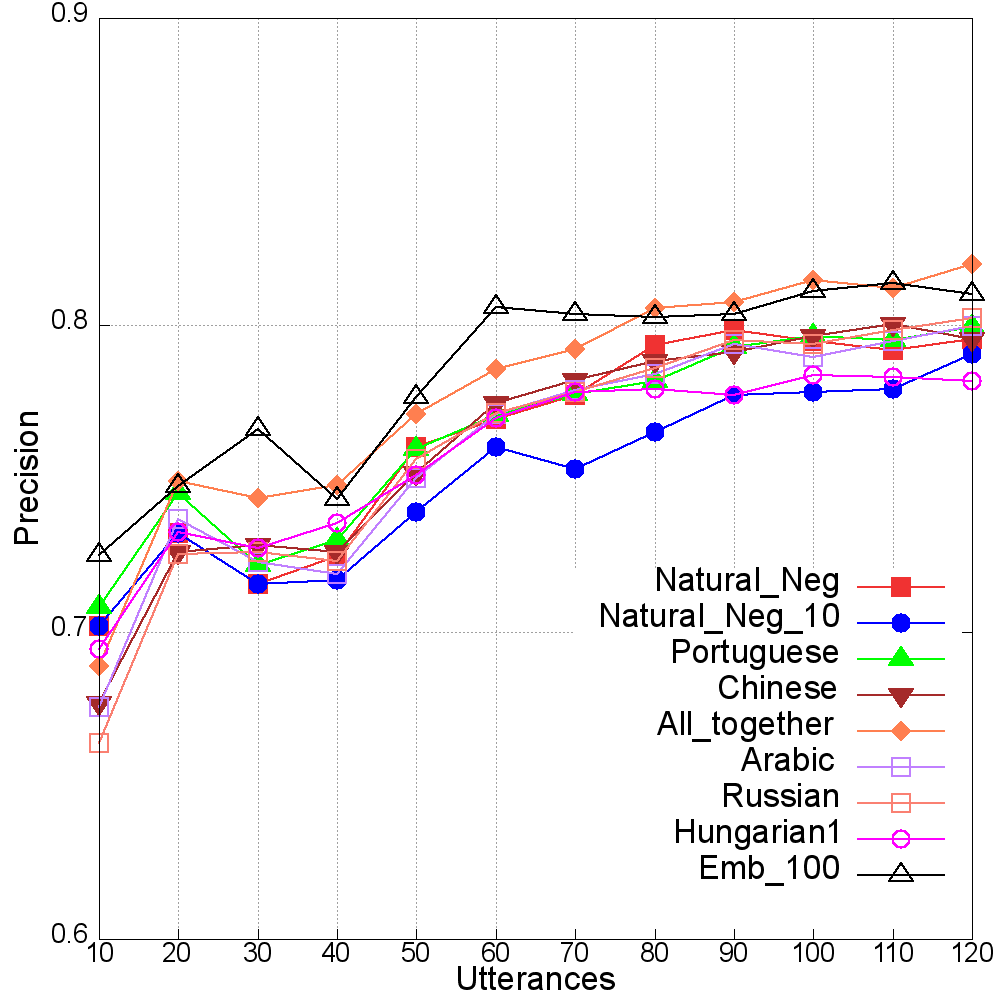 0.9
0.8
0.7
0.6
Precision
Natural_Neg
Natural_Neg_10
Portuguese
Chinese
All_together
Arabic
Russian
Hungarian1
Emb_100
10 20 30 40 50 60 70 80 90 100 110 120
Utterances